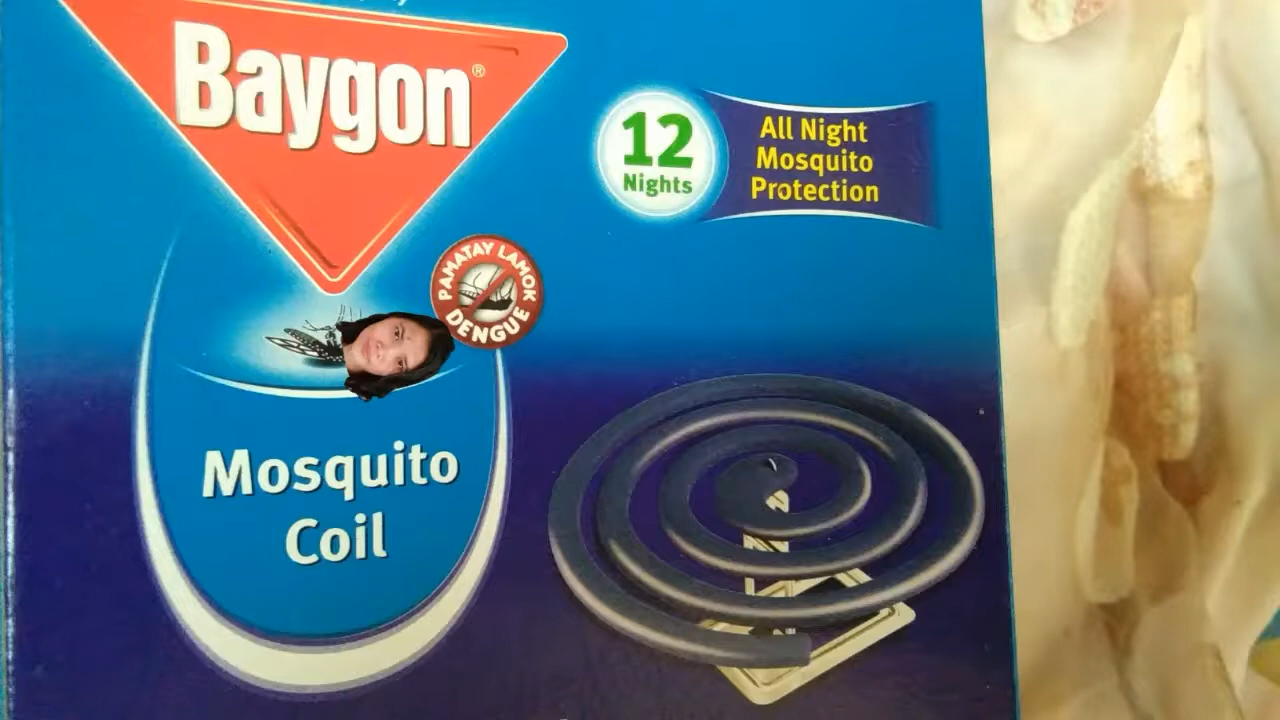 Baygon®
12
Nights
All Night
Mosquito
Protection
PAMATAY LAMOK
DENGUE
Mosquito
Coil